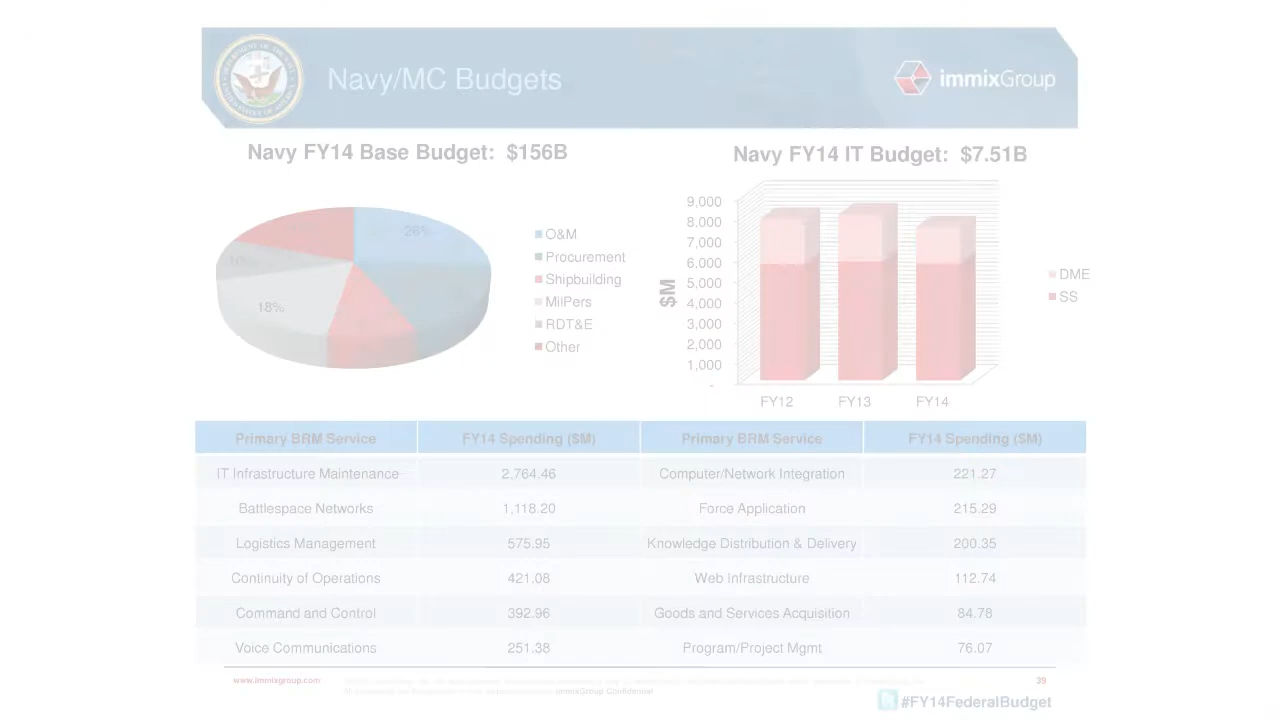 Navy/MC Budgets
immixGroup
Navy FY14 Base Budget: $156B
26%
10%
18%
O&M
Procurement
Shipbuilding
MilPers
RDT&E
Other
Navy FY14 IT Budget: $7.51B
$M
9,000
8,000
7,000
6,000
5,000
4,000
3,000
2,000
1,000
-
FY12 FY13 FY14
DME
SS
Primary BRM Service FY14 Spending ($M) Primary BRM Service FY14 Spending ($M)
IT Infrastructure Maintenance 2,764.46 Computer/Network Integration 221.27
Battlespace Networks 1,118.20 Force Application 215.29
Logistics Management 575.95 Knowledge Distribution & Delivery 200.35
Continuity of Operations 421.08 Web Infrastructure 112.74
Command and Control 392.96 Goods and Services Acquisition 84.78
Voice Communications 251.38 Program/Project Mgmt 76.07
www.immixgroup.com
immixGroup Confidential
39
#FY14FederalBudget